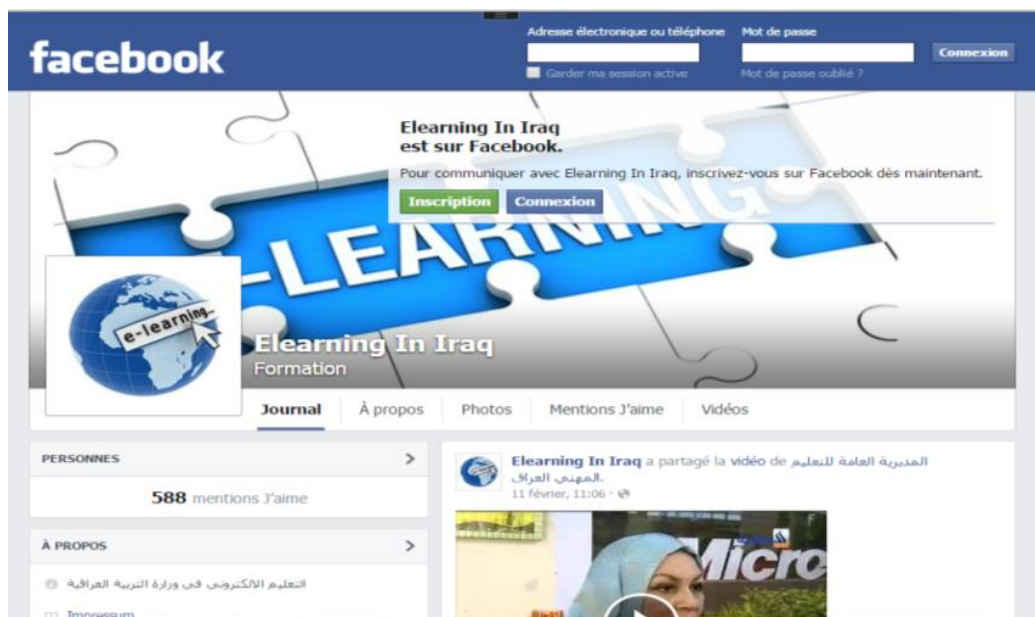 facebook
Adresse électronique ou téléphone
Mot de passe
Connexion
Garder ma session active
Mot de passe oublié ?
Elearning In Iraq
est sur Facebook.
Pour communiquer avec Elearning In Iraq, inscrivez-vous sur Facebook dès maintenant.
Inscription
Connexion
-LEARNING
e-learning
Elearning In Iraq
Formation
Journal
À propos
Photos
Mentions J’aime
Vidéos
PERSONNES
588 mentions J’aime
À PROPOS
التعليم الالكتروني في وزارة التربية العراقية
Impressum
Elearning In Iraq a partagé la vidéo de المديرية العامة للتعليم
المهني العراق.
11 février, 11:06
Micro